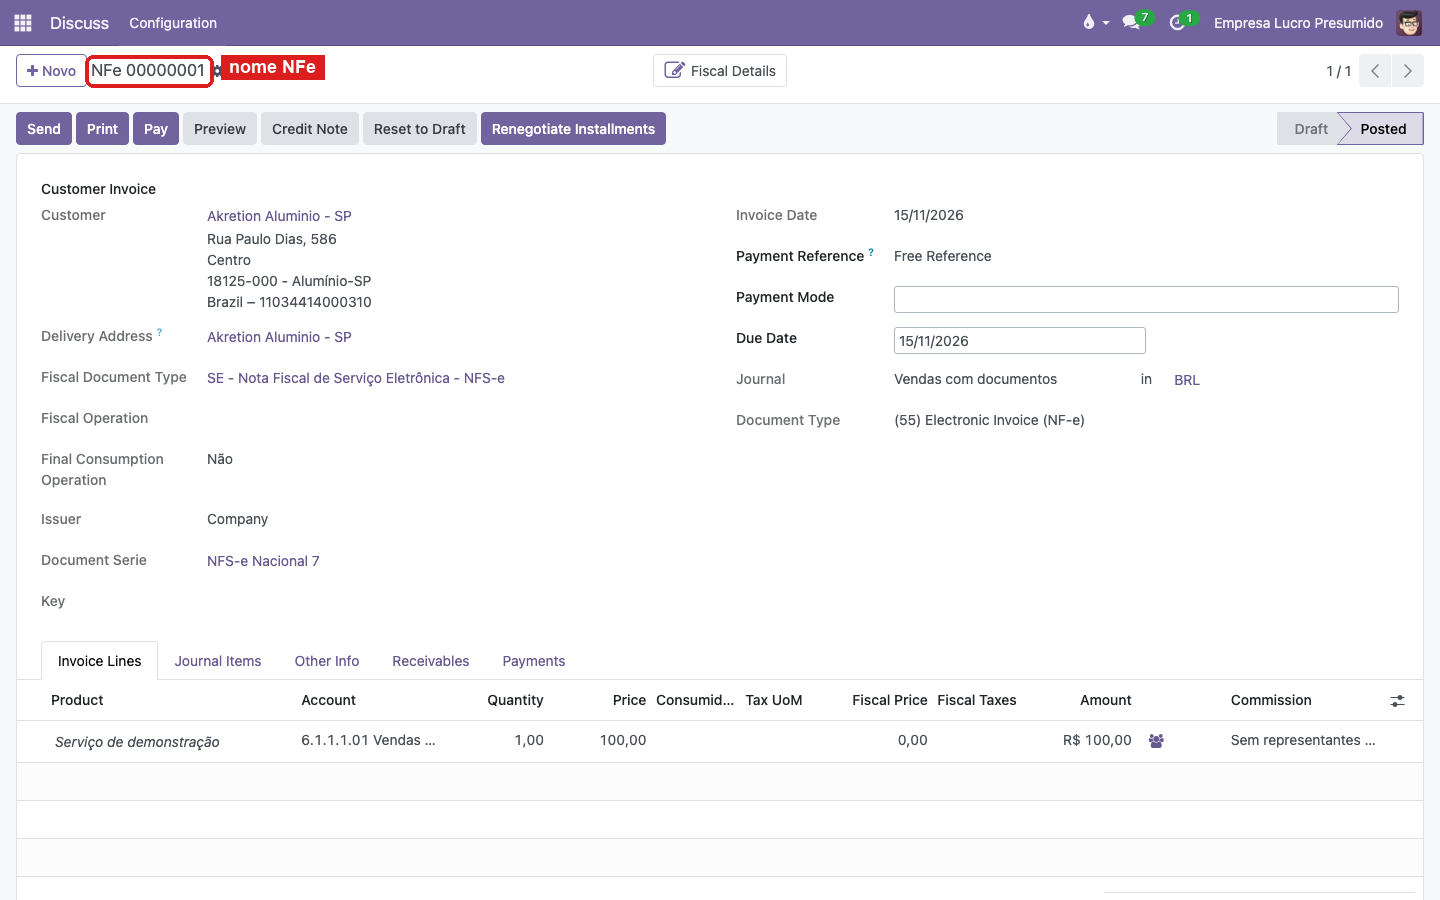 Discuss Configuration 7 1 Empresa Lucro Presumido
+ Novo NFe 00000001 nome NFe Fiscal Details 1 / 1
Send Print Pay Preview Credit Note Reset to Draft Renegotiate Installments Draft Posted
Customer Invoice
Customer Akretion Aluminio - SP Invoice Date 15/11/2026
Rua Paulo Dias, 586
Centro Payment Reference ? Free Reference
18125-000 - Alumínio-SP
Brazil – 11034414000310 Payment Mode
Delivery Address ? Akretion Aluminio - SP Due Date 15/11/2026
Fiscal Document Type SE - Nota Fiscal de Serviço Eletrônica - NFS-e Journal Vendas com documentos in BRL
Fiscal Operation Document Type (55) Electronic Invoice (NF-e)
Final Consumption Não
Operation
Issuer Company
Document Serie NFS-e Nacional 7
Key
Invoice Lines Journal Items Other Info Receivables Payments
Product Account Quantity Price Consumid... Tax UoM Fiscal Price Fiscal Taxes Amount Commission
Serviço de demonstração 6.1.1.1.01 Vendas ... 1,00 100,00 0,00 R$ 100,00 Sem representantes ...